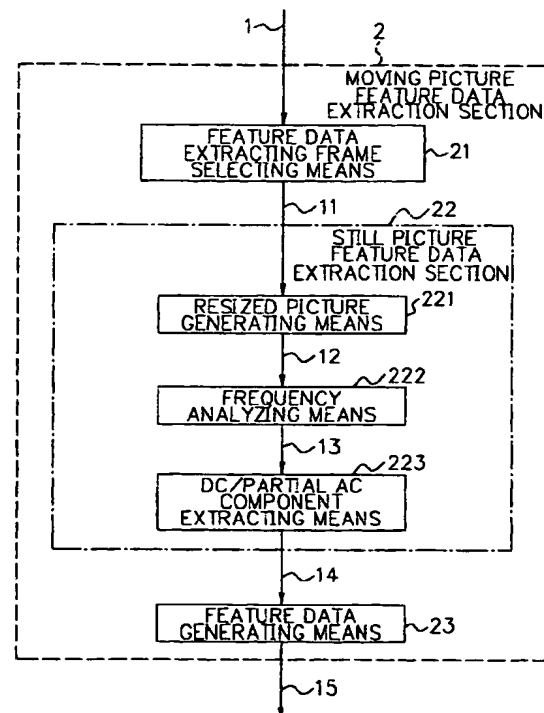 1
2
MOVING PICTURE
FEATURE DATA
EXTRACTION SECTION
FEATURE DATA
EXTRACTING FRAME
SELECTING MEANS
21
11
22
STILL PICTURE
FEATURE DATA
EXTRACTION SECTION
RESIZED PICTURE
GENERATING MEANS
221
12
222
FREQUENCY
ANALYZING MEANS
13
223
DC/PARTIAL AC
COMPONENT
EXTRACTING MEANS
14
FEATURE DATA
GENERATING MEANS
23
15